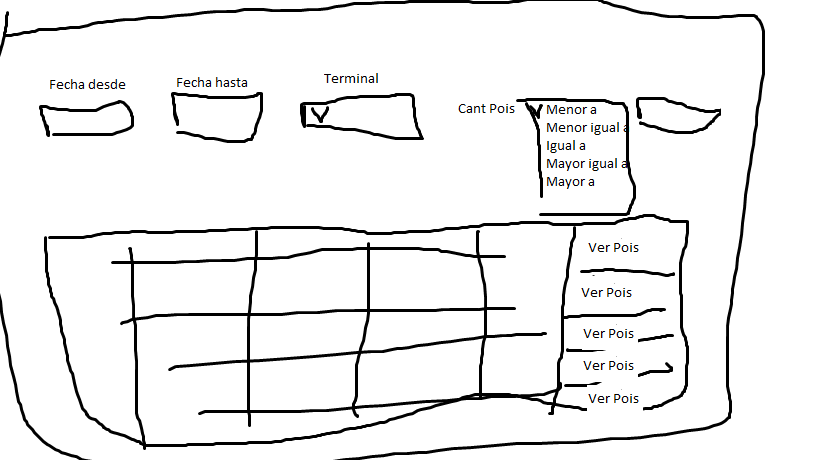 Fecha desde
Fecha hasta
Terminal
Cant Pois
Menor a
Menor igual a
Igual a
Mayor igual a
Mayor a
Ver Pois
Ver Pois
Ver Pois
Ver Pois
Ver Pois